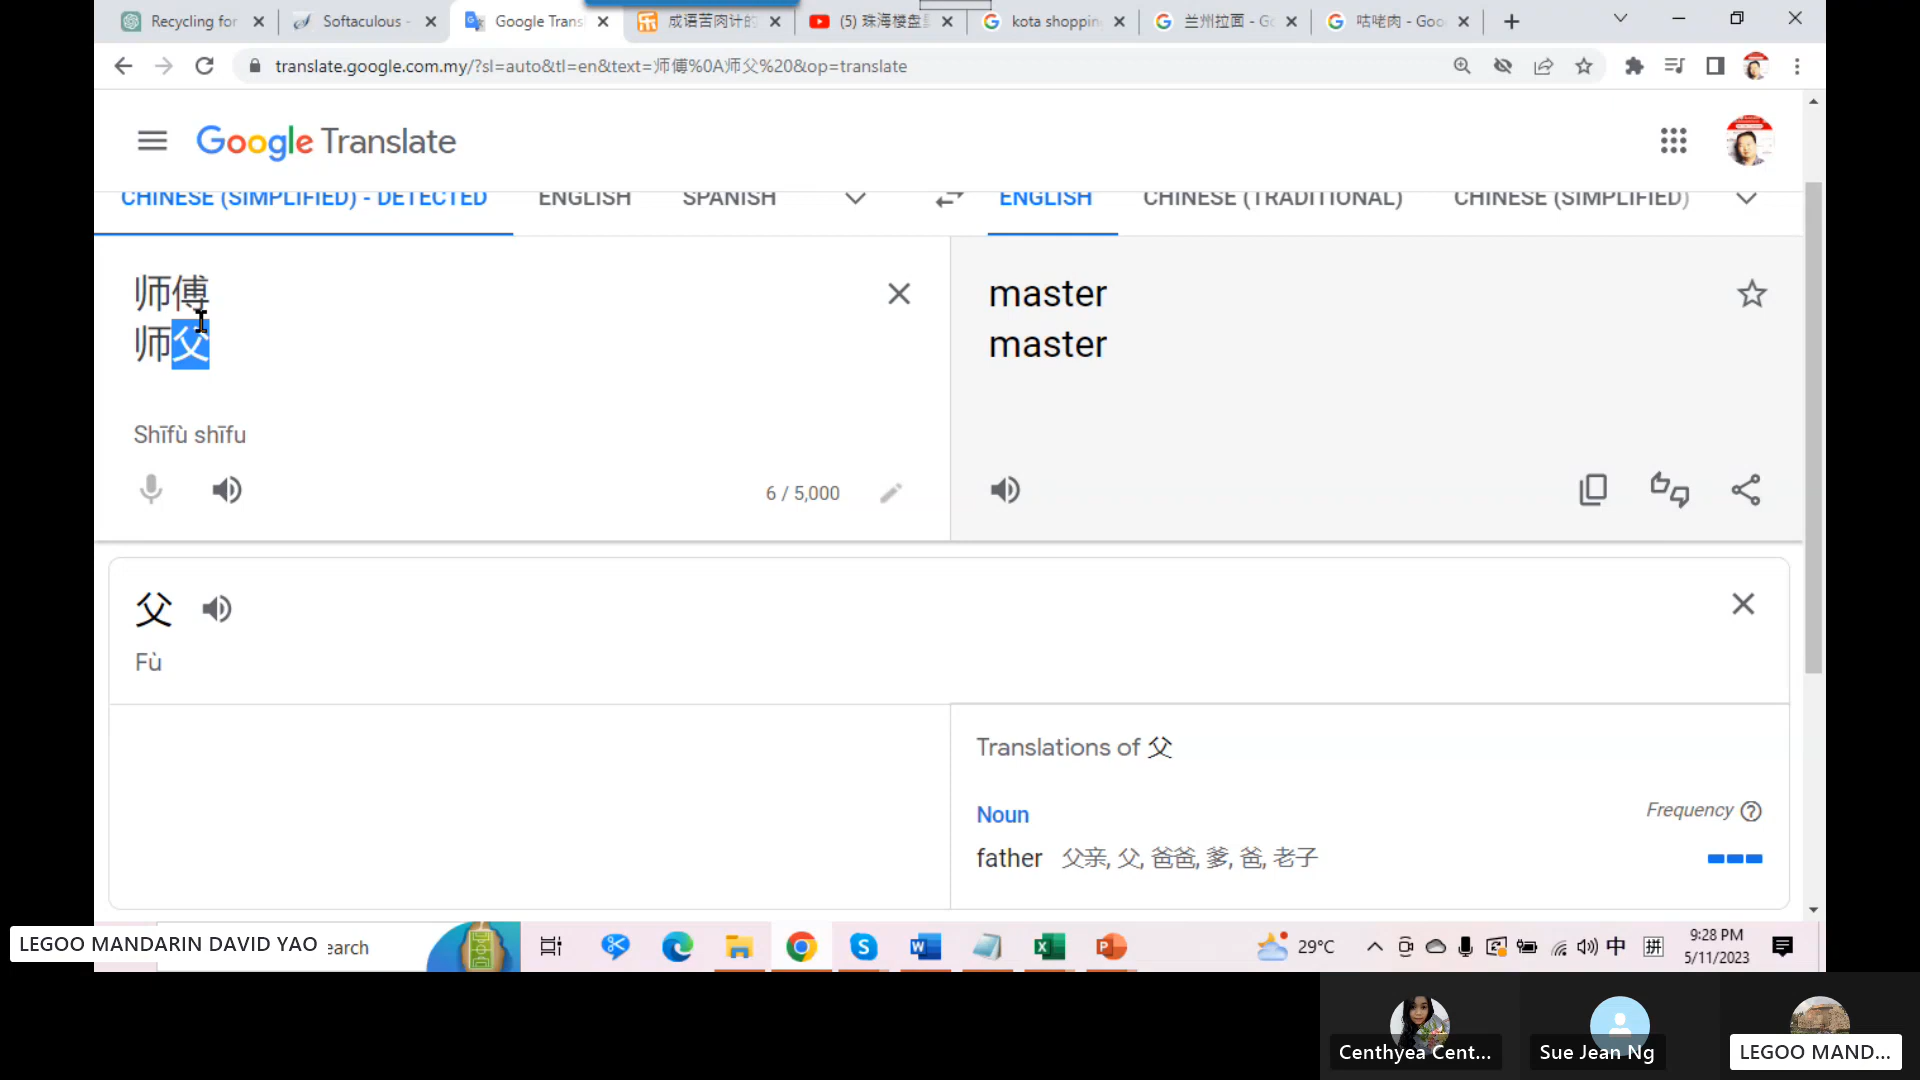 Recycling for
Softaculous -
Google Trans
成语苦肉计的
(5) 珠海楼盘
kota shoppin
兰州拉面 - Go
咕咾肉 - Goo
translate.google.com.my/?sl=auto&tl=en&text=师傅%0A师父%20&op=translate
Google Translate
CHINESE (SIMPLIFIED) - DETECTED
ENGLISH
SPANISH
ENGLISH
CHINESE (TRADITIONAL)
CHINESE (SIMPLIFIED)
师傅
师父
master
master
Shīfù shīfu
6 / 5,000
父
Fù
Translations of 父
Noun
Frequency
father 父亲, 父, 爸爸, 爹, 爸, 老子
LEGOO MANDARIN DAVID YAO
earch
29°C
中
拼
9:28 PM
5/11/2023
Centhyea Cent...
Sue Jean Ng
LEGOO MAND...